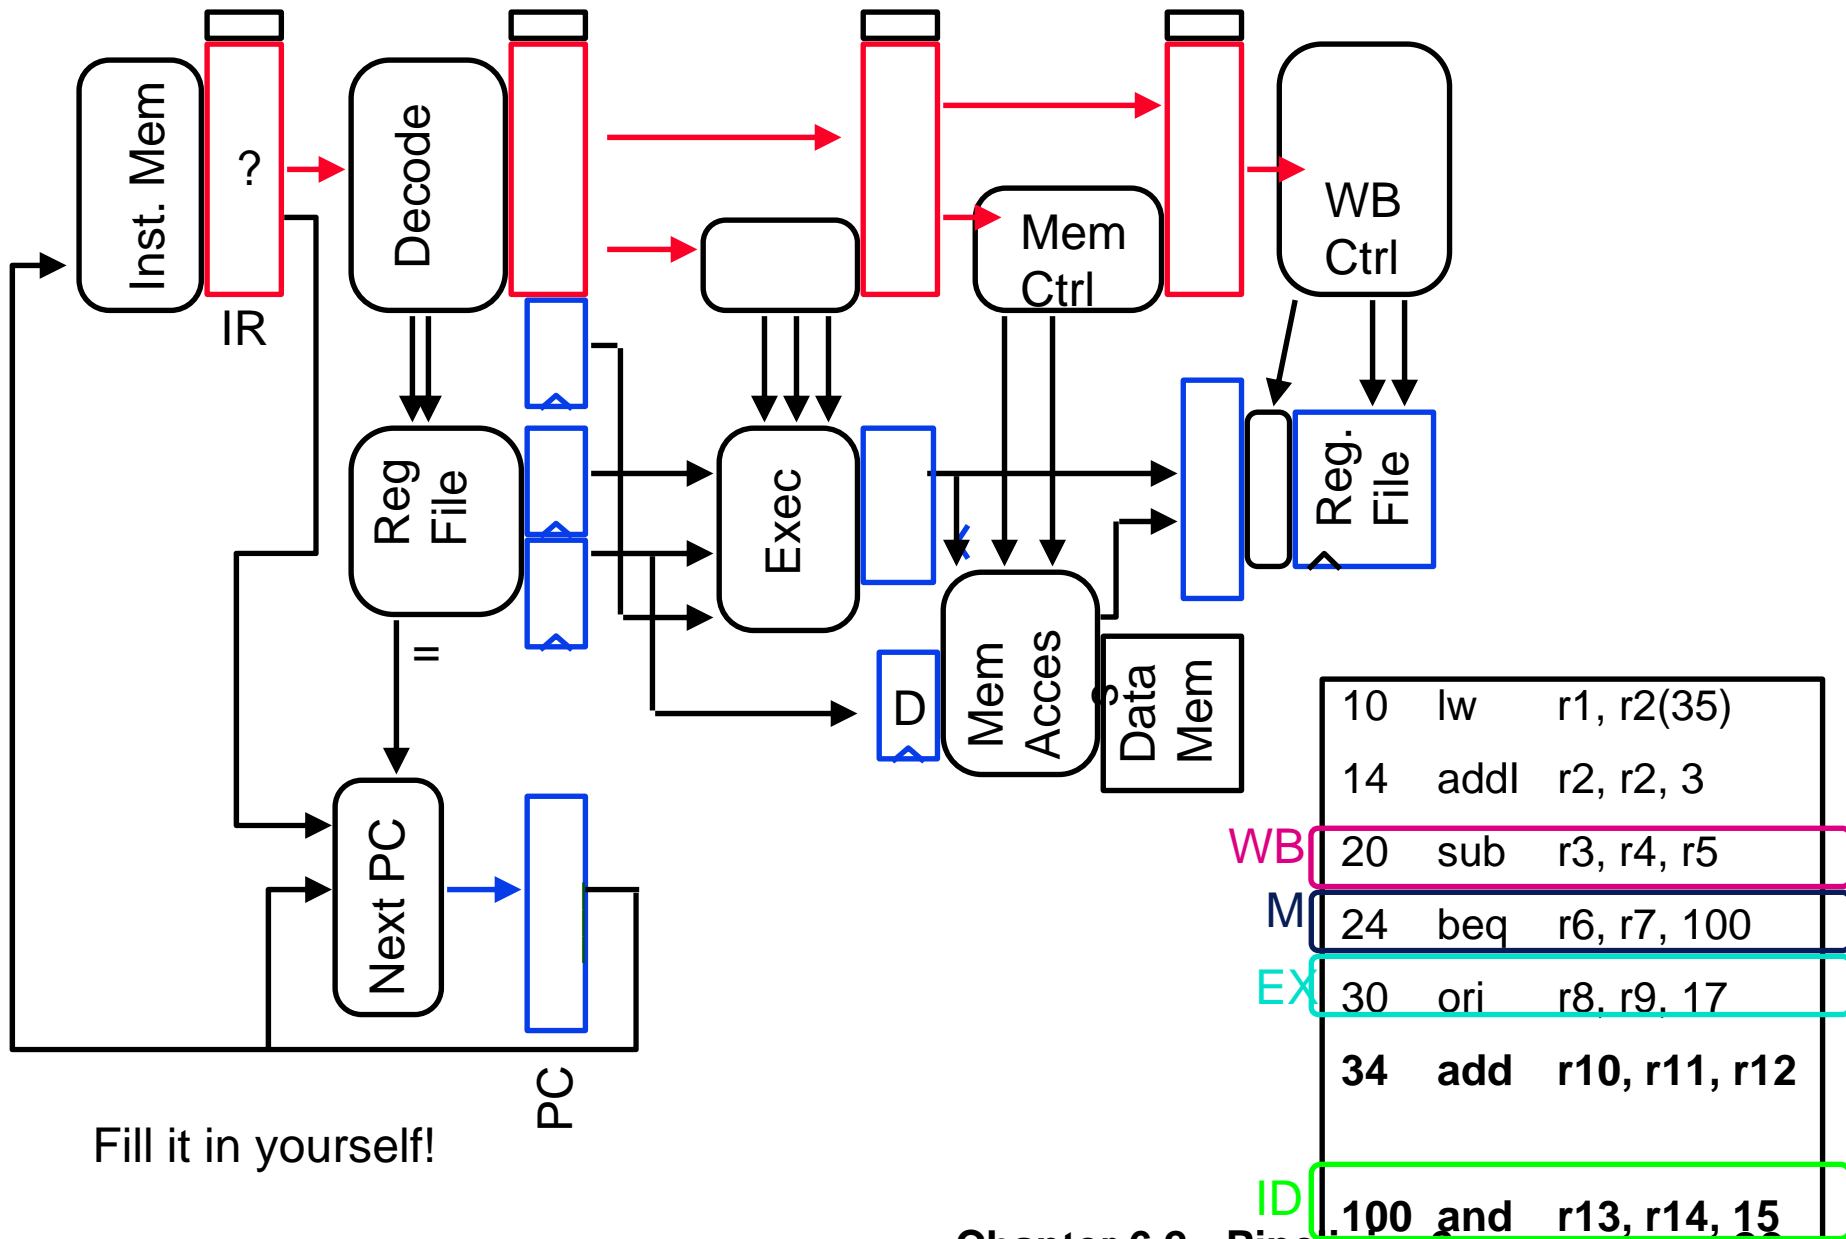 Inst. Mem
?
IR
Decode
Reg
File
=
Next PC
PC
Exec
Mem
Ctrl
D
Mem
Acces
s
Data
Mem
WB
Ctrl
Reg.
File
10 lw r1, r2(35)
14 addI r2, r2, 3
WB 20 sub r3, r4, r5
M 24 beq r6, r7, 100
EX 30 ori r8, r9, 17
34 add r10, r11, r12
ID 100 and r13, r14, 15
Fill it in yourself!
Chapter 6.2